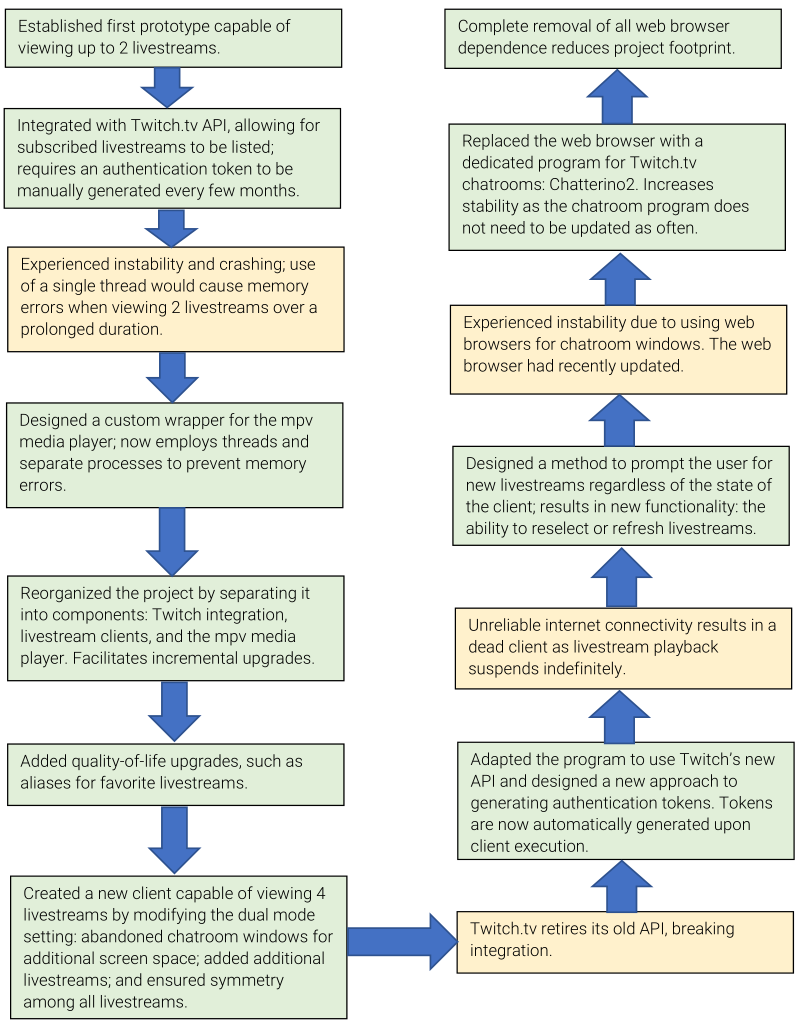 Established first prototype capable of
viewing up to 2 livestreams.
Integrated with Twitch.tv API, allowing for
subscribed livestreams to be listed;
requires an authentication token to be
manually generated every few months.
Experienced instability and crashing; use
of a single thread would cause memory
errors when viewing 2 livestreams over a
prolonged duration.
Designed a custom wrapper for the mpv
media player; now employs threads and
separate processes to prevent memory
errors.
Reorganized the project by separating it
into components: Twitch integration,
livestream clients, and the mpv media
player. Facilitates incremental upgrades.
Added quality-of-life upgrades, such as
aliases for favorite livestreams.
Created a new client capable of viewing 4
livestreams by modifying the dual mode
setting: abandoned chatroom windows for
additional screen space; added additional
livestreams; and ensured symmetry
among all livestreams.
Twitch.tv retires its old API, breaking
integration.
Adapted the program to use Twitch's new
API and designed a new approach to
generating authentication tokens. Tokens
are now automatically generated upon
client execution.
Unreliable internet connectivity results in a
dead client as livestream playback
suspends indefinitely.
Designed a method to prompt the user for
new livestreams regardless of the state of
the client; results in new functionality: the
ability to reselect or refresh livestreams.
Experienced instability due to using web
browsers for chatroom windows. The web
browser had recently updated.
Replaced the web browser with a
dedicated program for Twitch.tv
chatrooms: Chatterino2. Increases
stability as the chatroom program does
not need to be updated as often.
Complete removal of all web browser
dependence reduces project footprint.